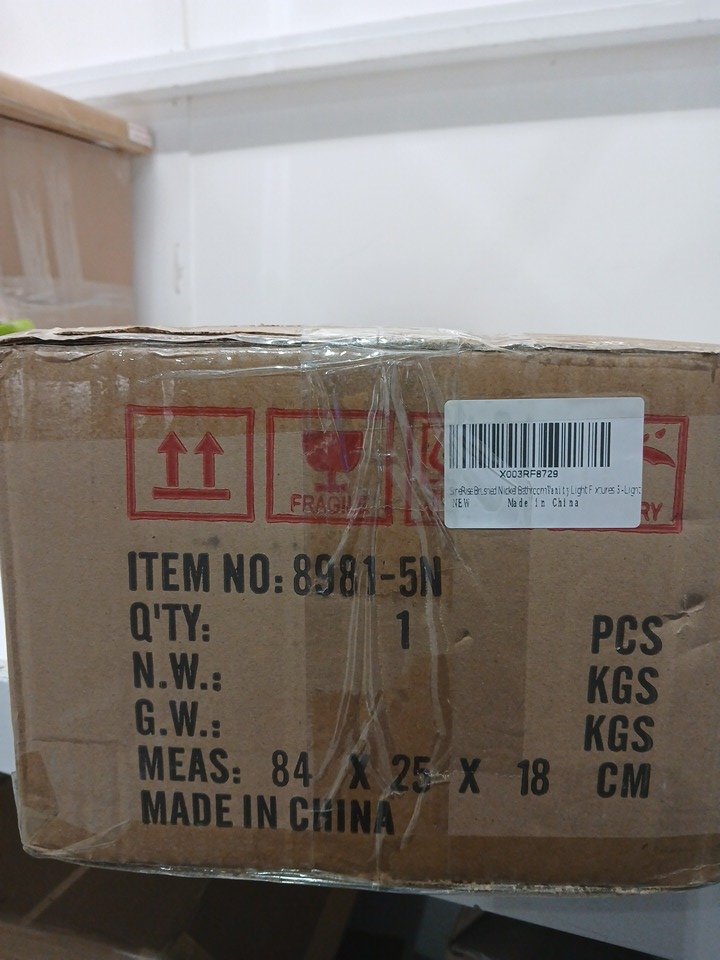 FRAGILE
X003RF8729
Brushed Nickel Bathroom Vanity Light Fixtures
NEW Made in China
ITEM NO: 8981-5N
Q'TY: 1 PCS
N.W.: KGS
G.W.: KGS
MEAS: 84 X 25 X 18 CM
MADE IN CHINA